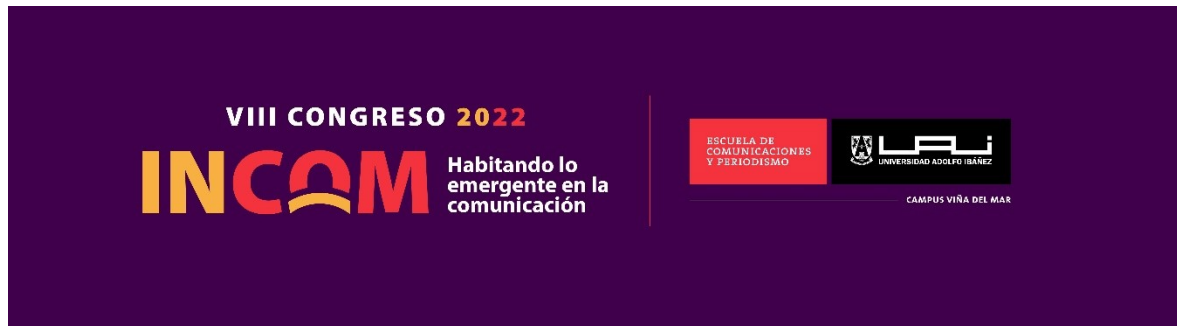 VIII CONGRESO 2022
INCOM
Habitando lo
emergente en la
comunicación
ESCUELA DE
COMUNICACIONES
Y PERIODISMO
UAI
UNIVERSIDAD ADOLFO IBÁÑEZ
CAMPUS VIÑA DEL MAR